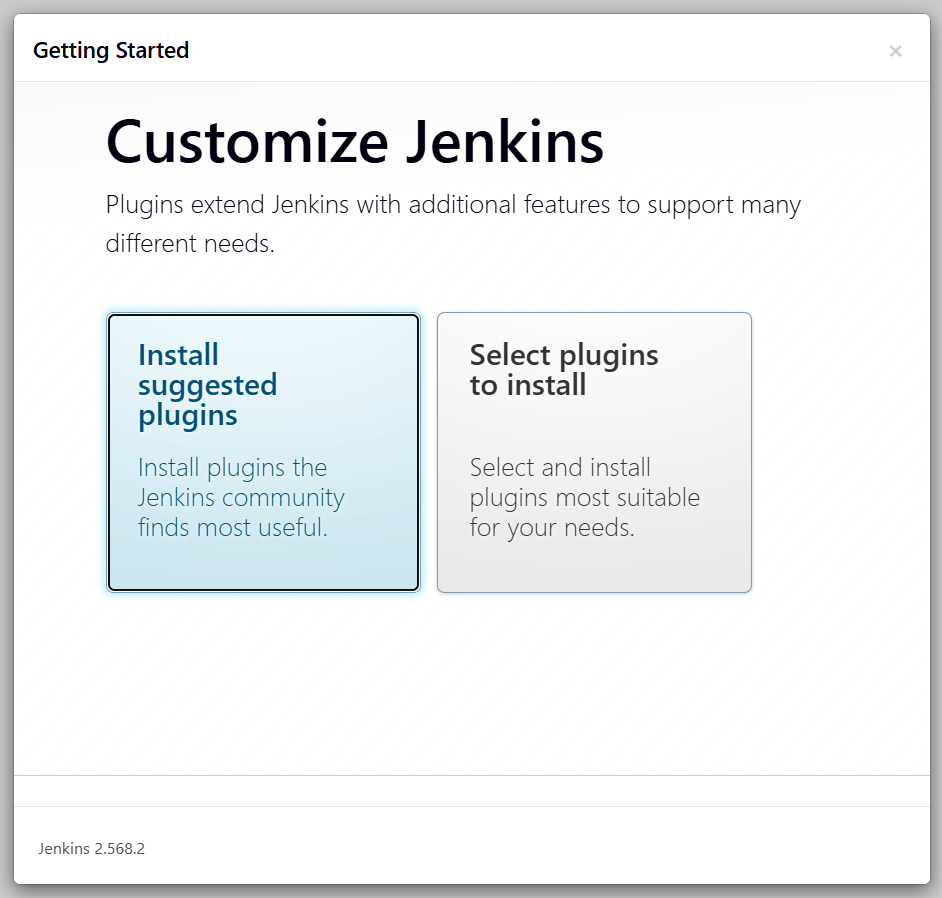 Getting Started
×
Customize Jenkins
Plugins extend Jenkins with additional features to support many
different needs.
Install
suggested
plugins
Install plugins the
Jenkins community
finds most useful.
Select plugins
to install
Select and install
plugins most suitable
for your needs.
Jenkins 2.568.2